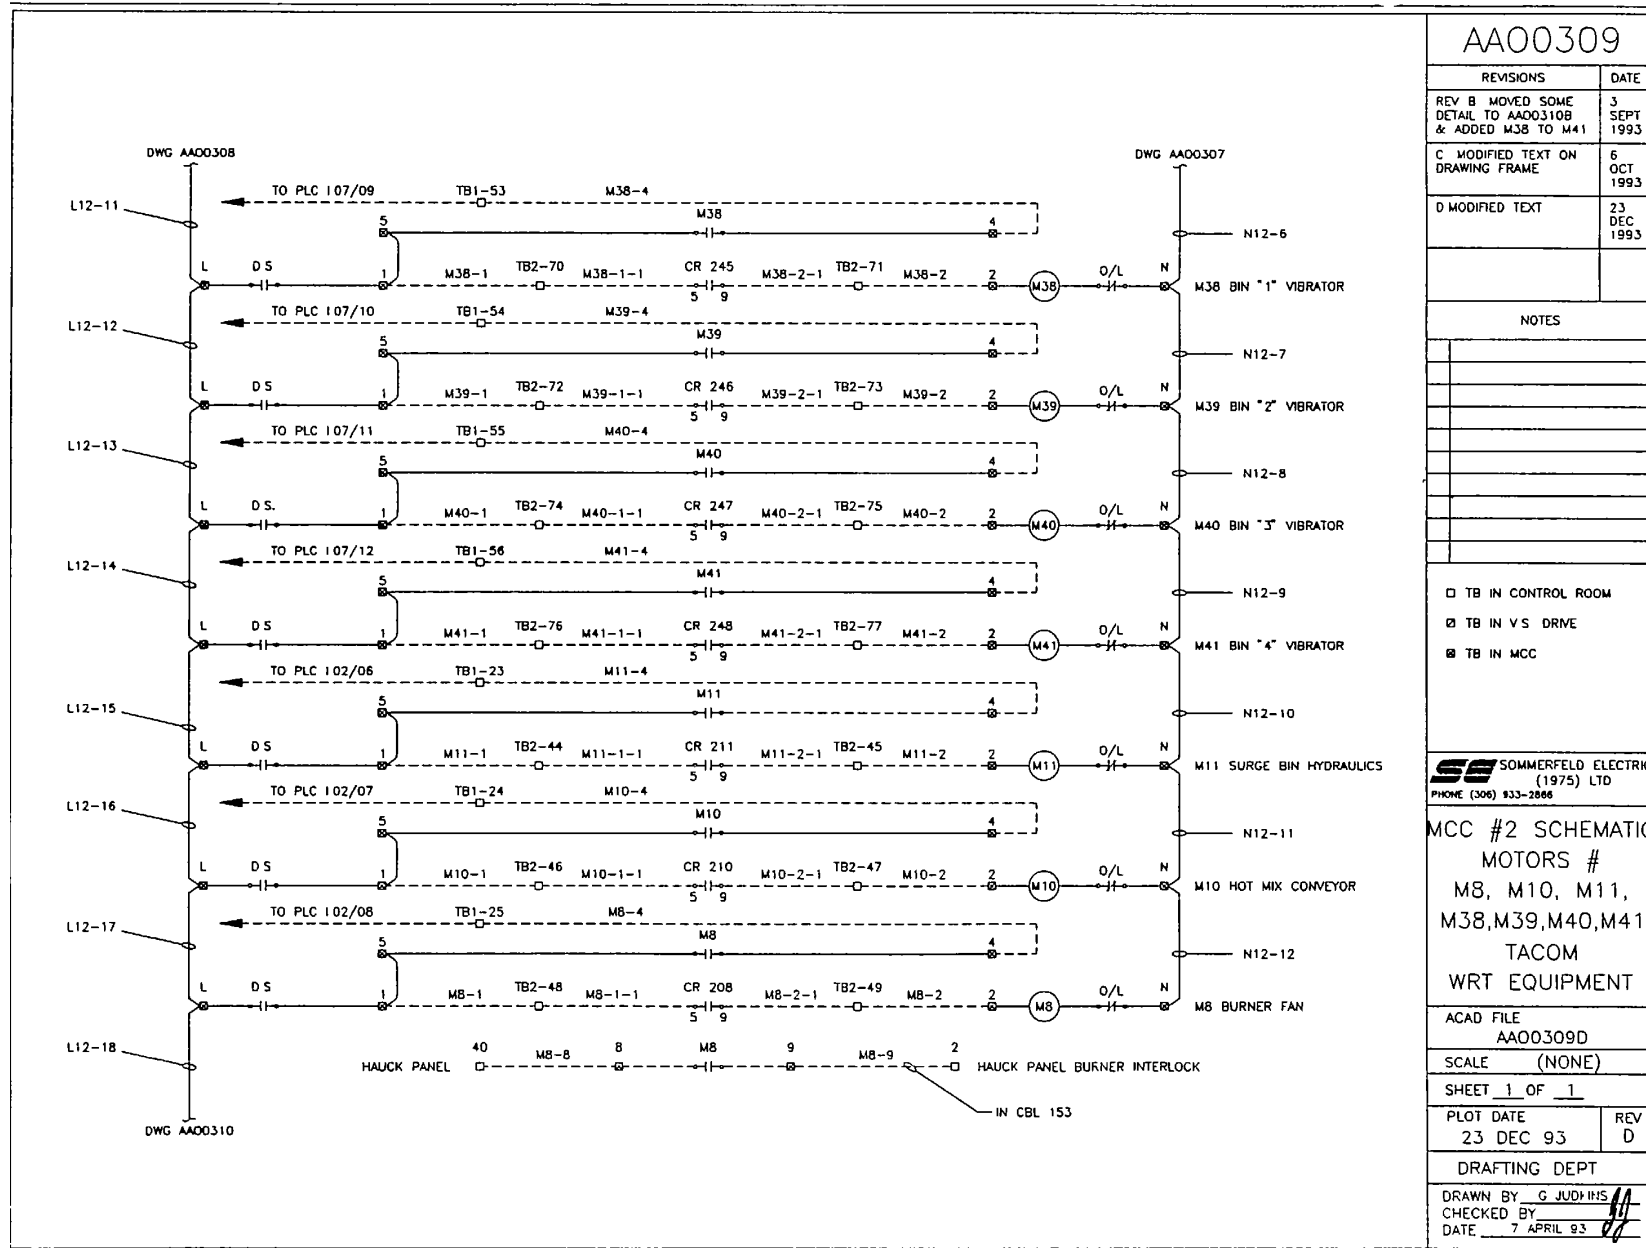 DWG AA00308
DWG AA00307
L12-11
TO PLC 107/09 TB1-53 M38-4
5 M38 4
N12-6
L DS 1 M38-1 TB2-70 M38-1-1 CR 245 M38-2-1 TB2-71 M38-2 2 M38 O/L N M38 BIN "1" VIBRATOR
5 9
L12-12
TO PLC 107/10 TB1-54 M39-4
5 M39 4
N12-7
L DS 1 M39-1 TB2-72 M39-1-1 CR 246 M39-2-1 TB2-73 M39-2 2 M39 O/L N M39 BIN "2" VIBRATOR
5 9
L12-13
TO PLC 107/11 TB1-55 M40-4
5 M40 4
N12-8
L DS. 1 M40-1 TB2-74 M40-1-1 CR 247 M40-2-1 TB2-75 M40-2 2 M40 O/L N M40 BIN "3" VIBRATOR
5 9
L12-14
TO PLC 107/12 TB1-56 M41-4
5 M41 4
N12-9
L DS 1 M41-1 TB2-76 M41-1-1 CR 248 M41-2-1 TB2-77 M41-2 2 M41 O/L N M41 BIN "4" VIBRATOR
5 9
L12-15
TO PLC 102/06 TB1-23 M11-4
5 M11 4
N12-10
L DS 1 M11-1 TB2-44 M11-1-1 CR 211 M11-2-1 TB2-45 M11-2 2 M11 O/L N M11 SURGE BIN HYDRAULICS
5 9
L12-16
TO PLC 102/07 TB1-24 M10-4
5 M10 4
N12-11
L DS 1 M10-1 TB2-46 M10-1-1 CR 210 M10-2-1 TB2-47 M10-2 2 M10 O/L N M10 HOT MIX CONVEYOR
5 9
L12-17
TO PLC 102/08 TB1-25 M8-4
5 M8 4
N12-12
L DS 1 M8-1 TB2-48 M8-1-1 CR 208 M8-2-1 TB2-49 M8-2 2 M8 O/L N M8 BURNER FAN
5 9
L12-18
HAUCK PANEL 40 M8-8 8 M8 9 M8-9 2 HAUCK PANEL BURNER INTERLOCK
IN CBL 153
DWG AA00310
AA00309
REVISIONS DATE
REV B MOVED SOME 3
DETAIL TO AA00310B SEPT
& ADDED M38 TO M41 1993
C MODIFIED TEXT ON 6
DRAWING FRAME OCT
1993
D MODIFIED TEXT 23
DEC
1993
NOTES
TB IN CONTROL ROOM
TB IN VS DRIVE
TB IN MCC
SE SOMMERFELD ELECTRIC
(1975) LTD
PHONE (306) 933-2866
MCC #2 SCHEMATIC
MOTORS #
M8, M10, M11,
M38,M39,M40,M41
TACOM
WRT EQUIPMENT
ACAD FILE
AA00309D
SCALE (NONE)
SHEET 1 OF 1
PLOT DATE REV
23 DEC 93 D
DRAFTING DEPT
DRAWN BY G JUDKINS
CHECKED BY
DATE 7 APRIL 93